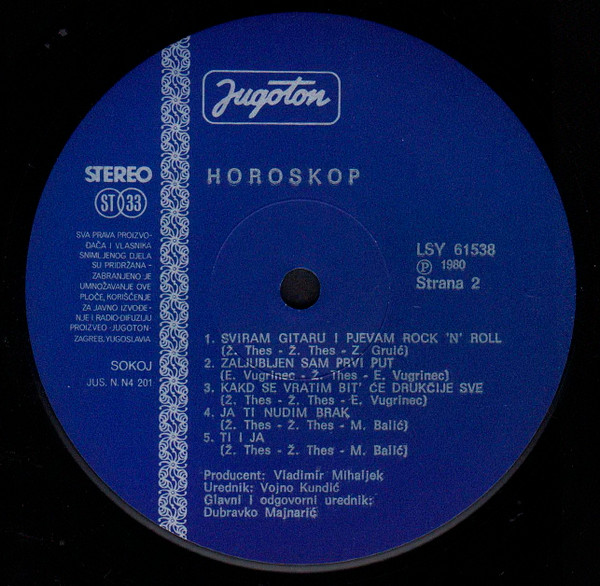 Jugoton
STEREO
ST 33
HOROSKOP
SVA PRAVA PROIZVO-
ĐAČA I VLASNIKA
SNIMLJENOG DJELA
SU PRIDRŽANA -
ZABRANJENO JE
UMNOŽAVANJE OVE
PLOČE, KORIŠĆENJE
ZA JAVNO IZVOĐE-
NJE I RADIO-DIFUZIJU
PROIZVEO · JUGOTON ·
ZAGREB, YUGOSLAVIA
SOKOJ
JUS. N. N4 201
LSY 61538
Ⓟ 1980
Strana 2
1. SVIRAM GITARU I PJEVAM ROCK 'N' ROLL
(Ž. Thes - Ž. Thes - Z. Grulć)
2. ZALJUBLJEN SAM PRVI PUT
(E. Vugrinec - Ž. Thes - E. Vugrinec)
3. KAKD SE VRATIM BIT' ĆE DRUKČIJE SVE
(Ž. Thes - Ž. Thes - E. Vugrinec)
4. JA TI NUDIM BRAK
(Ž. Thes - Ž. Thes - M. Balić)
5. TI I JA
(Ž. Thes - Ž. Thes - M. Balić)
Producent: Vladimir Mihaljek
Urednik: Vojno Kundić
Glavni i odgovorni urednik:
Dubravko Majnarić